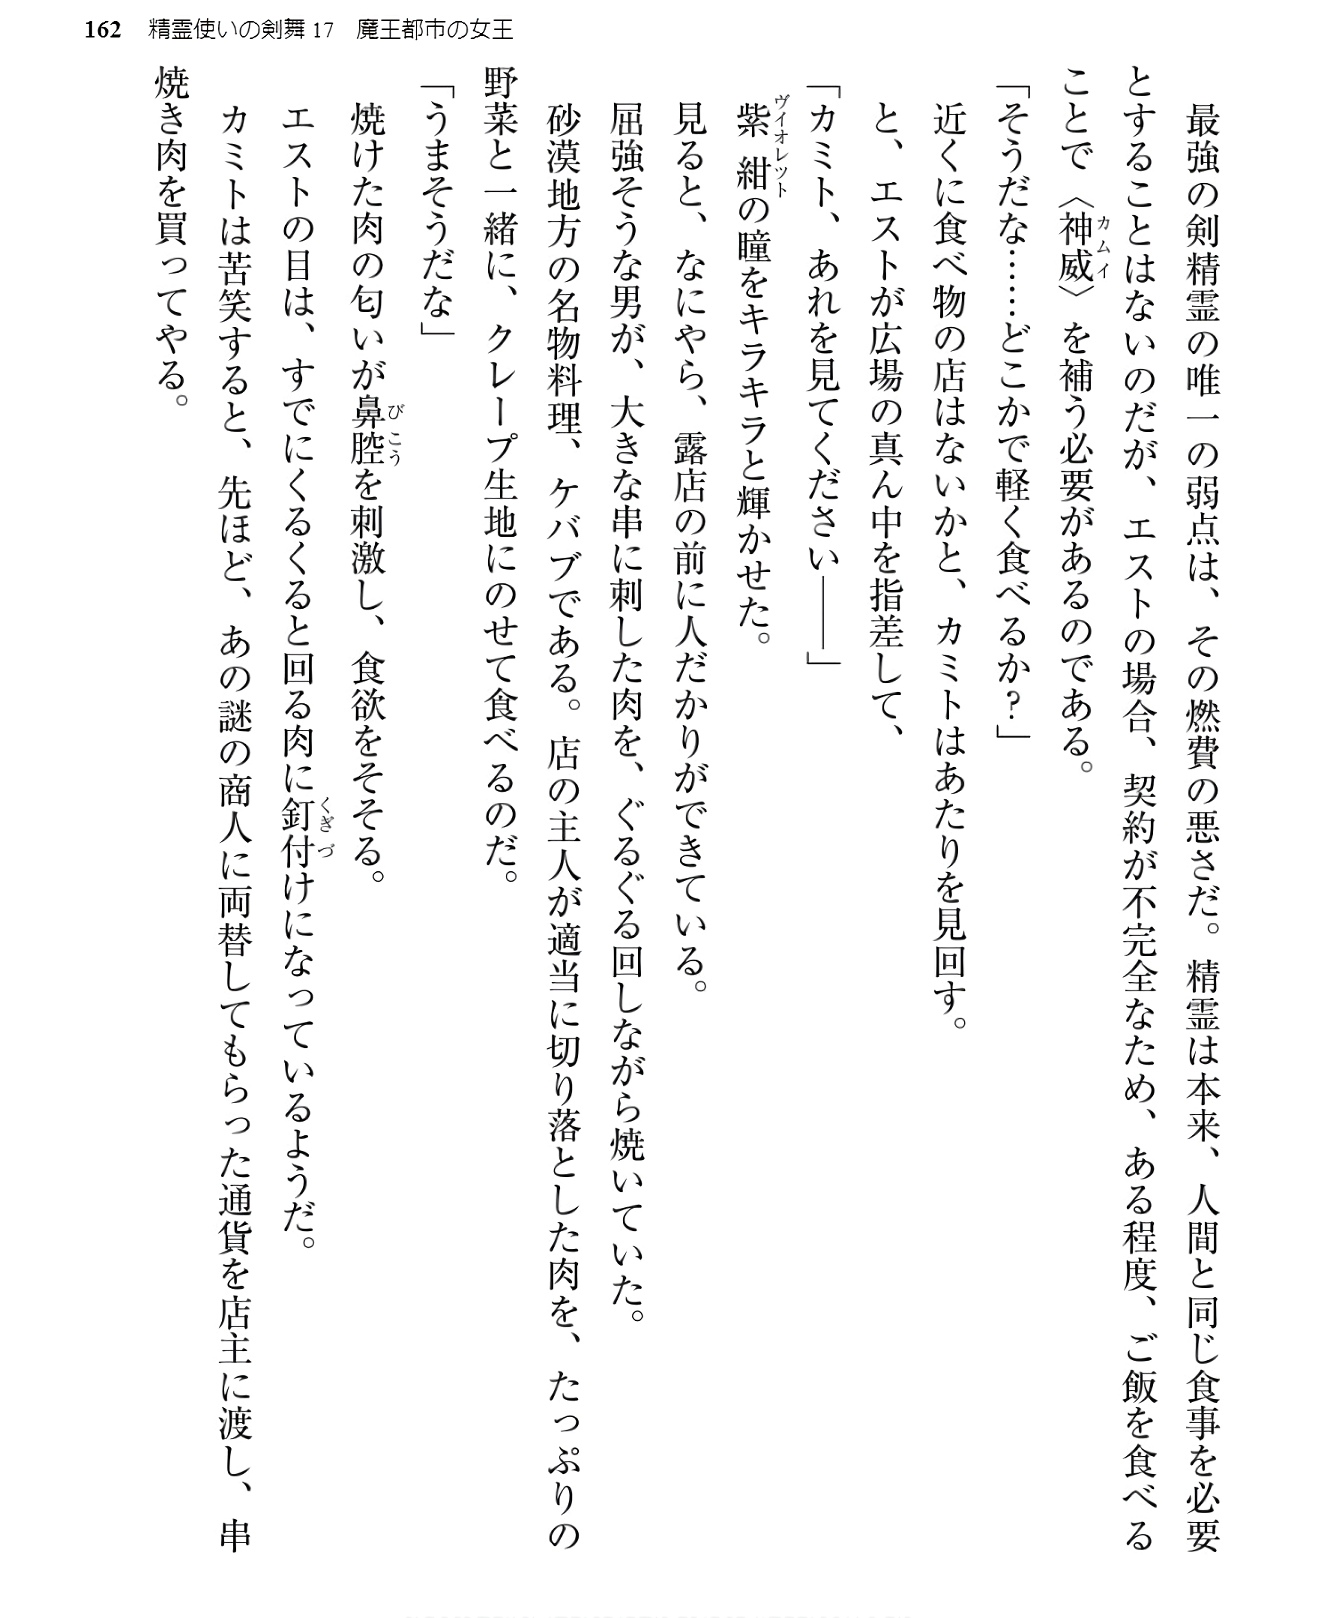 162 精霊使いの剣舞17 魔王都市の女王
　最強の剣精霊の唯一の弱点は、その燃費の悪さだ。精霊は本来、人間と同じ食事を必要
とすることはないのだが、エストの場合、契約が不完全なため、ある程度、ご飯を食べる
ことで〈神威〉を補う必要があるのである。
カムイ
「そうだな……どこかで軽く食べるか?」
　近くに食べ物の店はないかと、カミトはあたりを見回す。
　と、エストが広場の真ん中を指差して、
「カミト、あれを見てください――」
　紫紺の瞳をキラキラと輝かせた。
ヴイオレツト
　見ると、なにやら、露店の前に人だかりができている。
　屈強そうな男が、大きな串に刺した肉を、ぐるぐる回しながら焼いていた。
　砂漠地方の名物料理、ケバブである。店の主人が適当に切り落とした肉を、たっぷりの
野菜と一緒に、クレープ生地にのせて食べるのだ。
「うまそうだな」
　焼けた肉の匂いが鼻腔を刺激し、食欲をそそる。
びこう
　エストの目は、すでにくるくると回る肉に釘付けになっているようだ。
くぎづ
　カミトは苦笑すると、先ほど、あの謎の商人に両替してもらった通貨を店主に渡し、串
焼き肉を買ってやる。